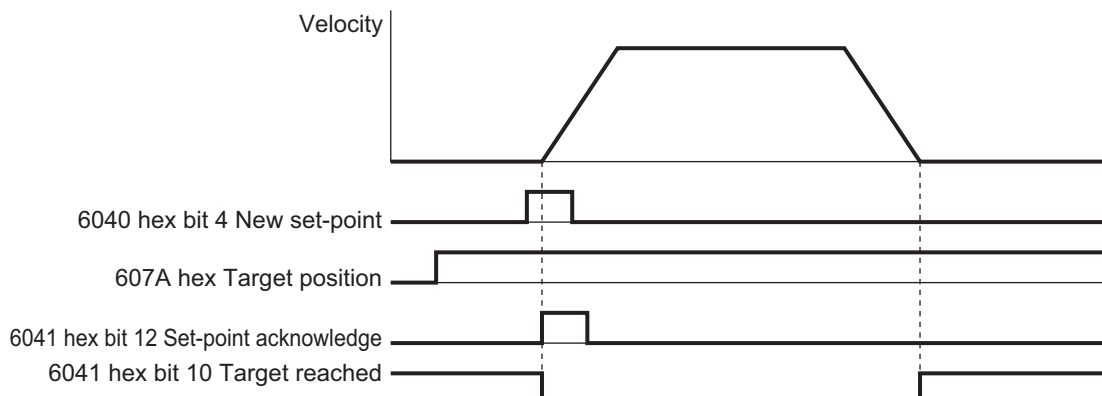 Velocity
6040 hex bit 4 New set-point
607A hex Target position
6041 hex bit 12 Set-point acknowledge
6041 hex bit 10 Target reached